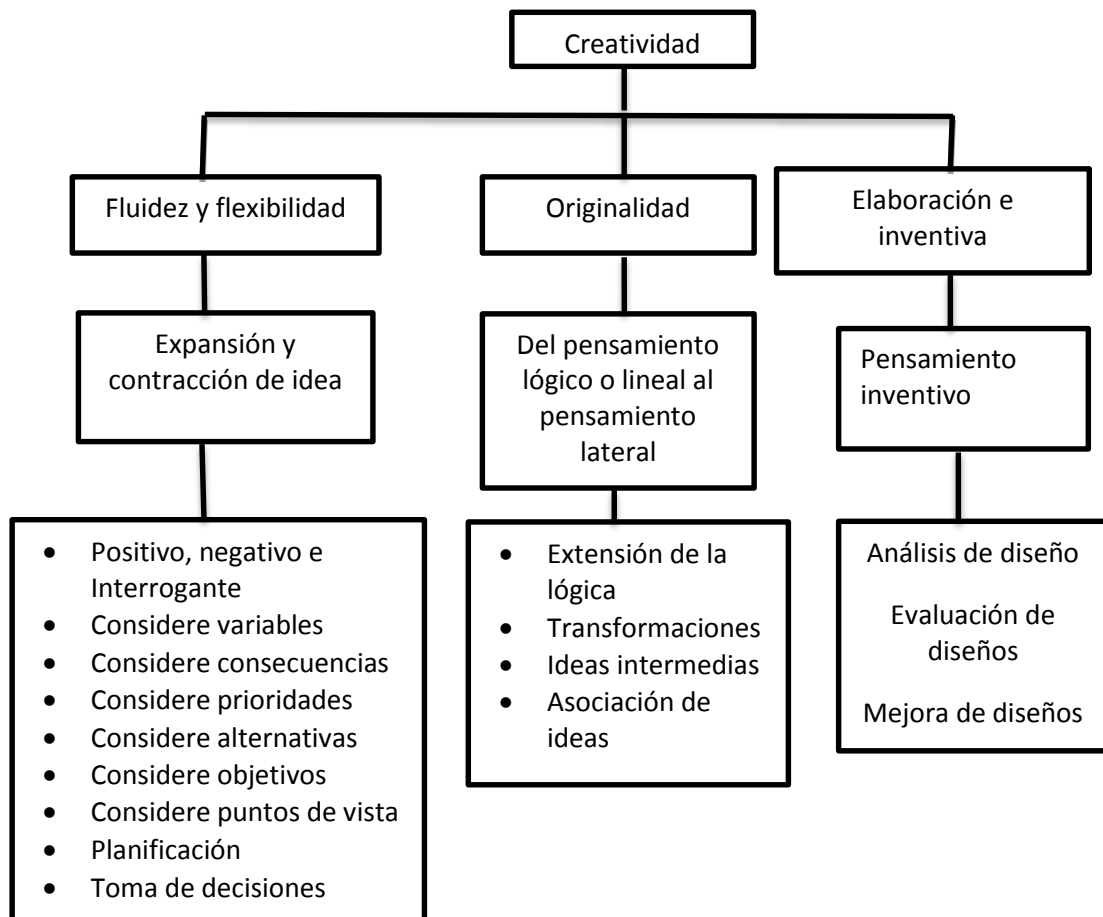 Creatividad
Fluidez y flexibilidad
Originalidad
Elaboración e
inventiva
Expansión y
contracción de idea
Del pensamiento
lógico o lineal al
pensamiento
lateral
Pensamiento
inventivo
• Positivo, negativo e
Interrogante
• Considere variables
• Considere consecuencias
• Considere prioridades
• Considere alternativas
• Considere objetivos
• Considere puntos de vista
• Planificación
• Toma de decisiones
• Extensión de la
lógica
• Transformaciones
• Ideas intermedias
• Asociación de
ideas
Análisis de diseño
Evaluación de
diseños
Mejora de diseños